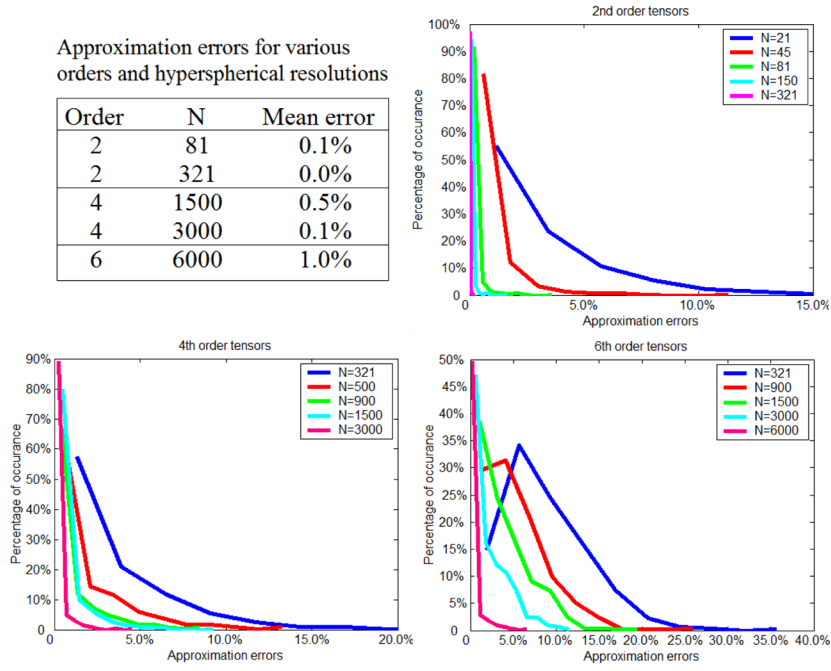 Approximation errors for various
orders and hyperspherical resolutions
Order N Mean error
2 81 0.1%
2 321 0.0%
4 1500 0.5%
4 3000 0.1%
6 6000 1.0%
2nd order tensors
100%
90%
80%
70%
60%
50%
40%
30%
20%
10%
0
Percentage of occurance
N=21
N=45
N=81
N=150
N=321
0 5.0% 10.0% 15.0%
Approximation errors
4th order tensors
90%
80%
70%
60%
50%
40%
30%
20%
10%
0
Percentage of occurance
N=321
N=500
N=900
N=1500
N=3000
0 5.0% 10.0% 15.0% 20.0%
Approximation errors
6th order tensors
50%
45%
40%
35%
30%
25%
20%
15%
10%
5%
0
Percentage of occurance
N=321
N=900
N=1500
N=3000
N=6000
0 5.0% 10.0% 15.0% 20.0% 25.0% 30.0% 35.0% 40.0%
Approximation errors